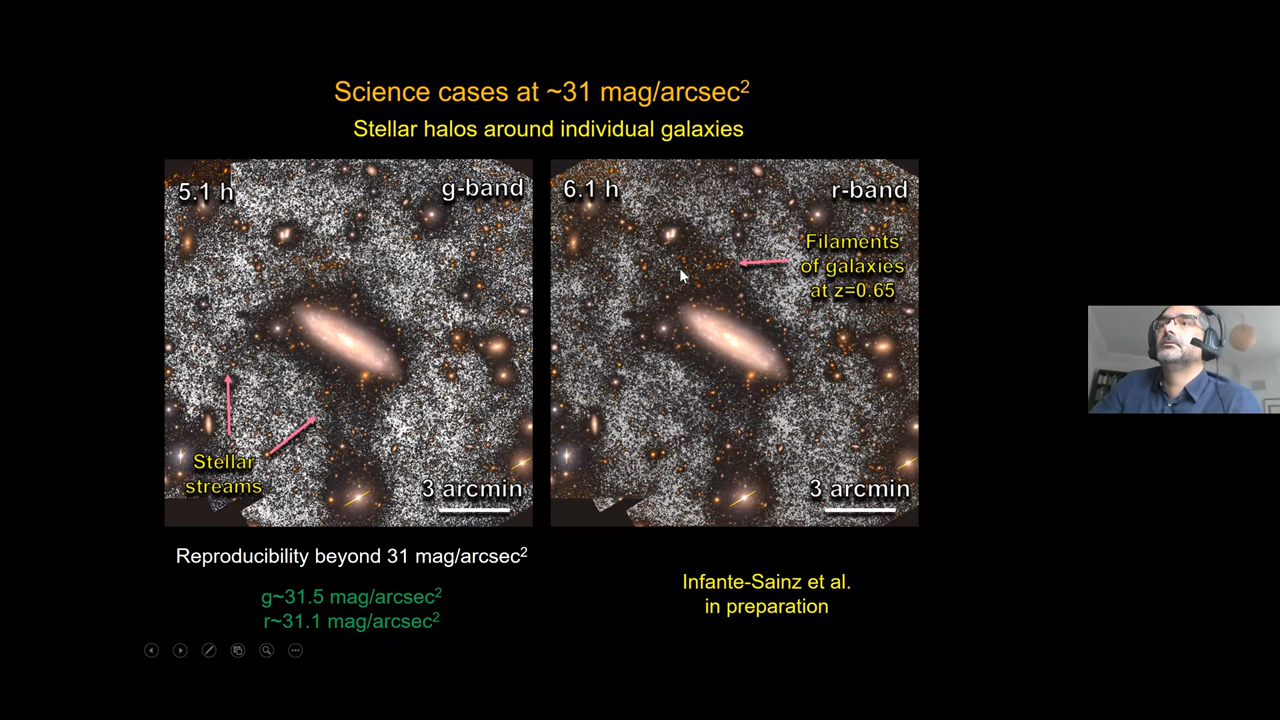 Science cases at ~31 mag/arcsec²
Stellar halos around individual galaxies
5.1 h
g-band
Stellar
streams
3 arcmin
6.1 h
r-band
Filaments
of galaxies
at z=0.65
3 arcmin
Reproducibility beyond 31 mag/arcsec²
g~31.5 mag/arcsec²
r~31.1 mag/arcsec²
Infante-Sainz et al.
in preparation